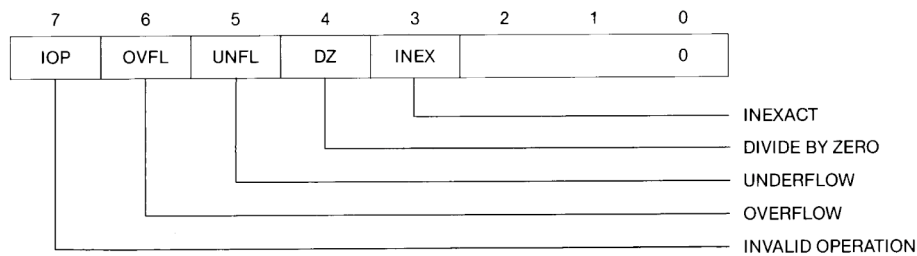 7 6 5 4 3 2 1 0
IOP OVFL UNFL DZ INEX 0
INEXACT
DIVIDE BY ZERO
UNDERFLOW
OVERFLOW
INVALID OPERATION